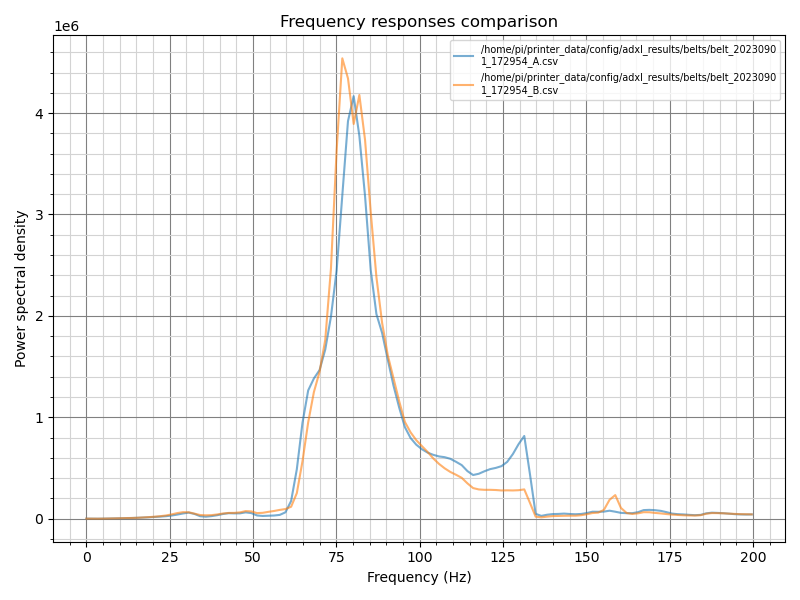 Frequency responses comparison
1e6
/home/pi/printer_data/config/adxl_results/belts/belt_2023090
1_172954_A.csv
/home/pi/printer_data/config/adxl_results/belts/belt_2023090
1_172954_B.csv
4
3
2
1
0
Power spectral density
0 25 50 75 100 125 150 175 200
Frequency (Hz)